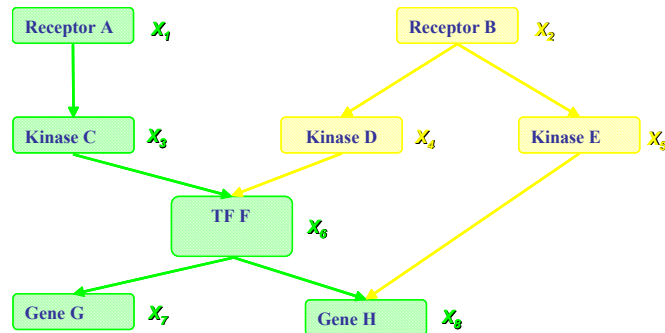 Receptor A X1 Receptor B X2
Kinase C X3 Kinase D X4 Kinase E X5
TF F X6
Gene G X7 Gene H X8